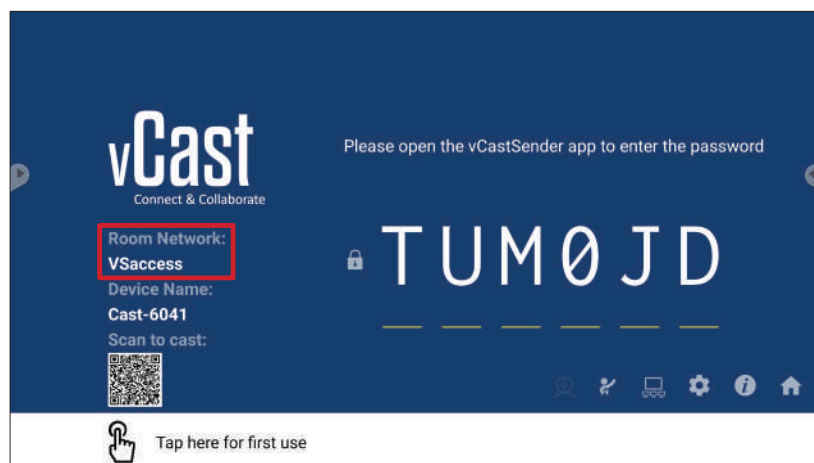 vCast
Connect & Collaborate
Please open the vCastSender app to enter the password
Room Network:
VSaccess
Device Name:
Cast-6041
Scan to cast:
TUM0JD
Tap here for first use